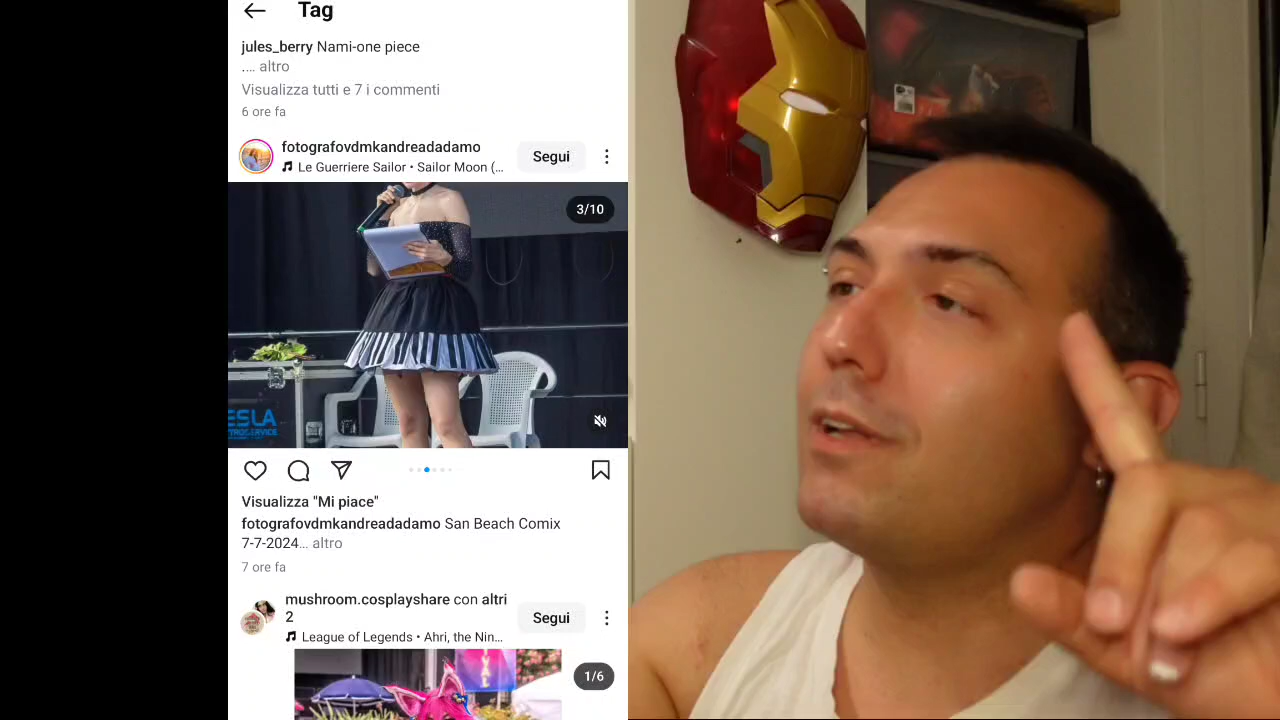 Tag
jules_berry Nami-one piece
.... altro
Visualizza tutti e 7 i commenti
6 ore fa
fotografovdmkandreadadamo
Le Guerriere Sailor • Sailor Moon (...
Segui
3/10
ESLA
Visualizza "Mi piace"
fotografovdmkandreadadamo San Beach Comix
7-7-2024... altro
7 ore fa
mushroom.cosplayshare con altri
2
Segui
League of Legends • Ahri, the Nin...
1/6